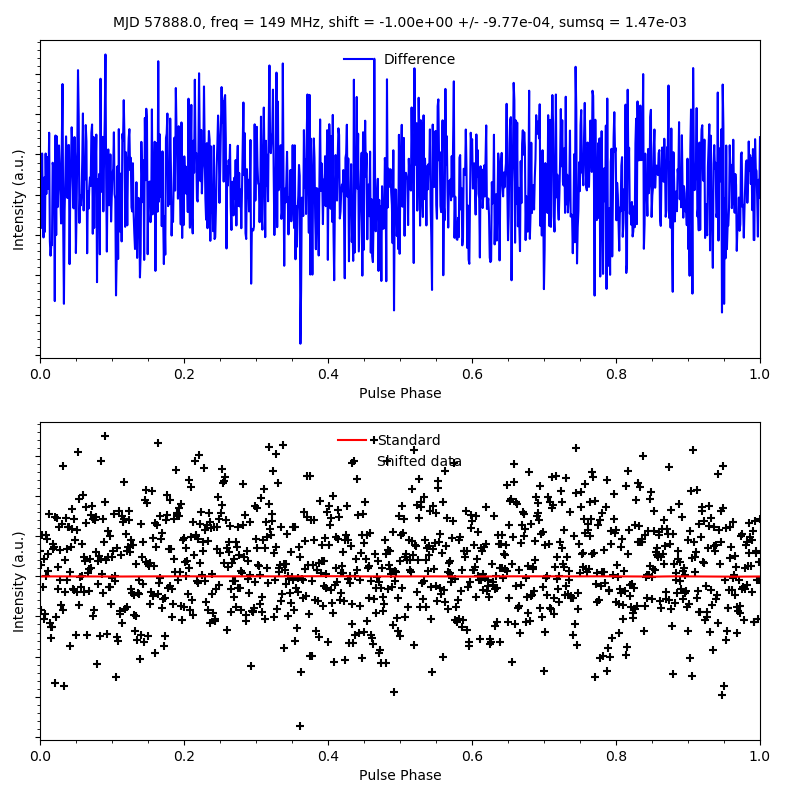 MJD 57888.0, freq = 149 MHz, shift = -1.00e+00 +/- -9.77e-04, sumsq = 1.47e-03
Difference
Intensity (a.u.)
0.0 0.2 0.4 0.6 0.8 1.0
Pulse Phase
Standard
Shifted data
Intensity (a.u.)
0.0 0.2 0.4 0.6 0.8 1.0
Pulse Phase